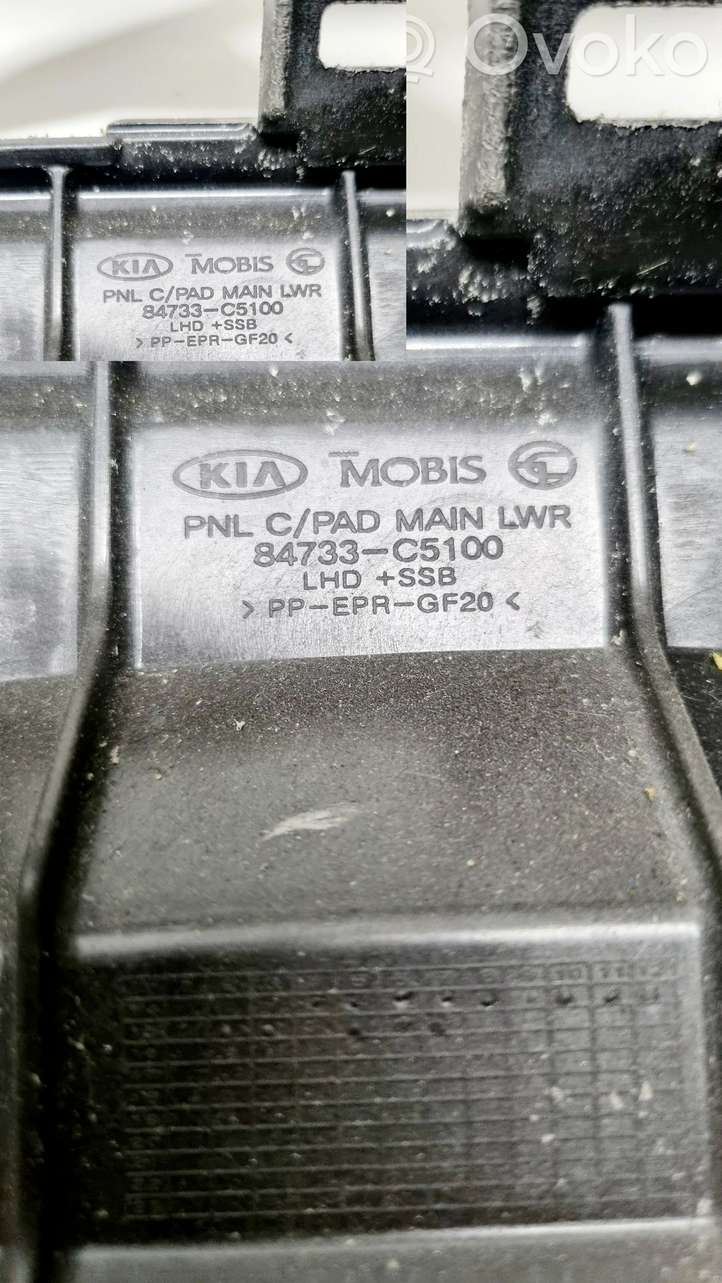 Ovoko
KIA MOBIS
PNL C/PAD MAIN LWR
84733-C5100
LHD +SSB
> PP-EPR-GF20 <
KIA MOBIS
PNL C/PAD MAIN LWR
84733-C5100
LHD +SSB
> PP-EPR-GF20 <